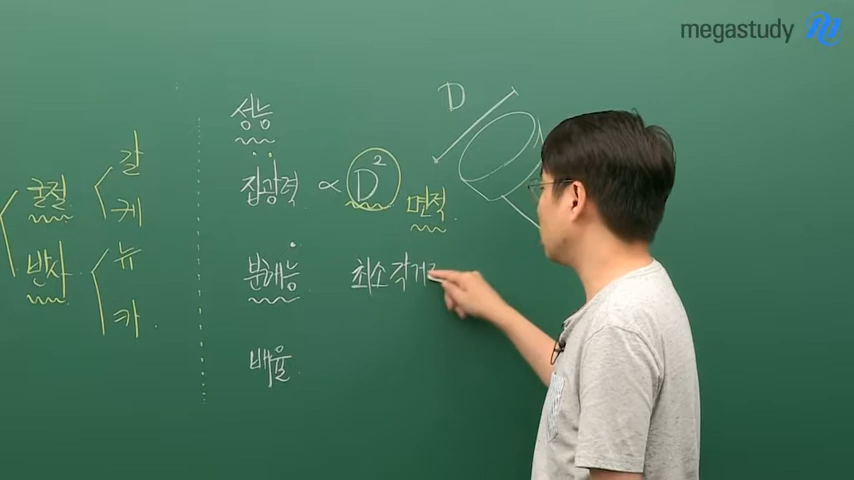 megastudy
굴절
반사
갈
케
뉴
카
성능
집광력 ∝ D² 면적
분해능 최소각거
배율
D